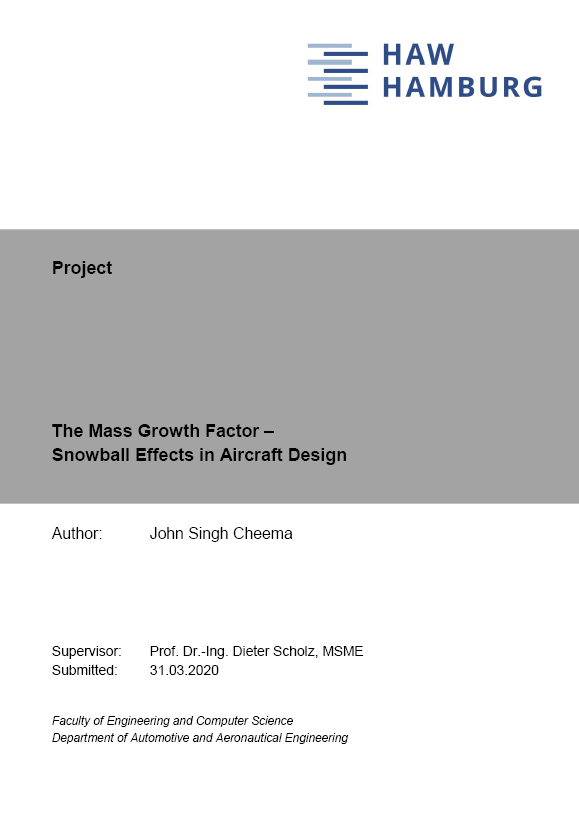 HAW
HAMBURG
Project
The Mass Growth Factor –
Snowball Effects in Aircraft Design
Author: John Singh Cheema
Supervisor: Prof. Dr.-Ing. Dieter Scholz, MSME
Submitted: 31.03.2020
Faculty of Engineering and Computer Science
Department of Automotive and Aeronautical Engineering